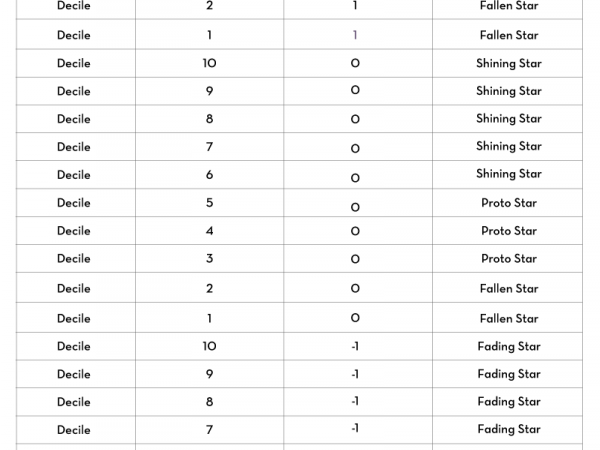 Decile 2 1 Fallen Star
Decile 1 1 Fallen Star
Decile 10 0 Shining Star
Decile 9 0 Shining Star
Decile 8 0 Shining Star
Decile 7 0 Shining Star
Decile 6 0 Shining Star
Decile 5 0 Proto Star
Decile 4 0 Proto Star
Decile 3 0 Proto Star
Decile 2 0 Fallen Star
Decile 1 0 Fallen Star
Decile 10 -1 Fading Star
Decile 9 -1 Fading Star
Decile 8 -1 Fading Star
Decile 7 -1 Fading Star